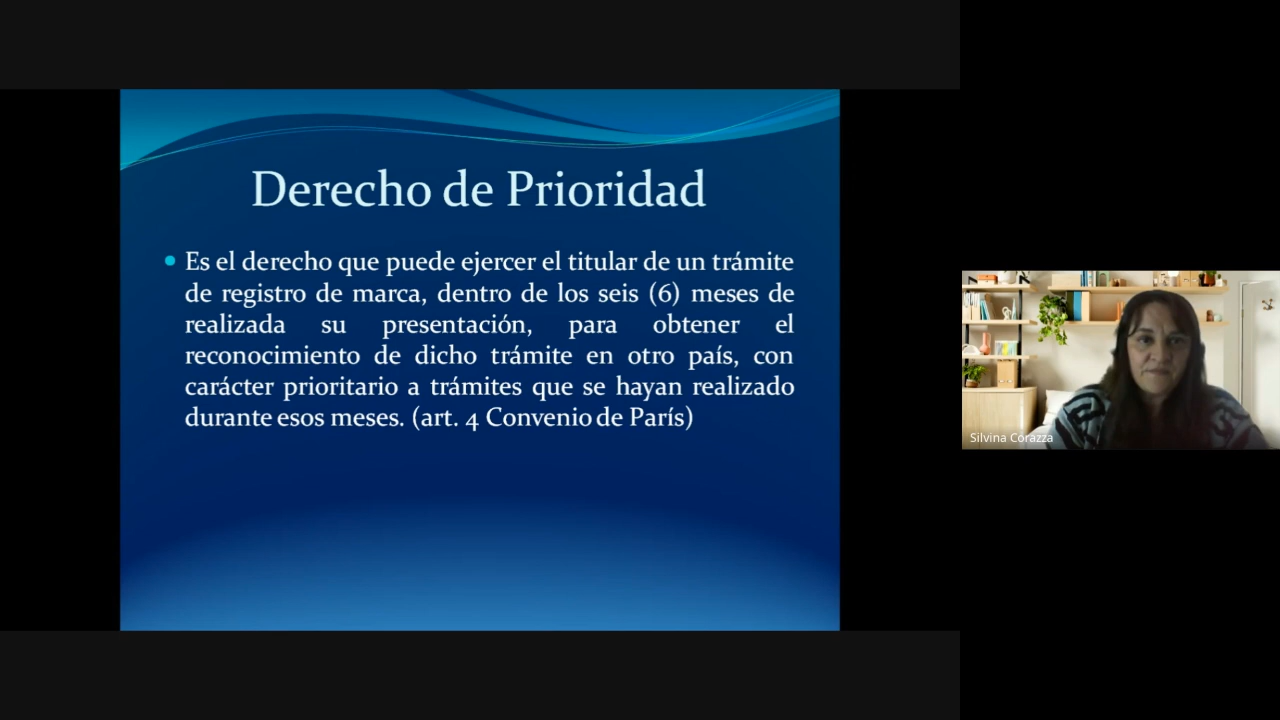 Derecho de Prioridad
Es el derecho que puede ejercer el titular de un trámite
de registro de marca, dentro de los seis (6) meses de
realizada su presentación, para obtener el
reconocimiento de dicho trámite en otro país, con
carácter prioritario a trámites que se hayan realizado
durante esos meses. (art. 4 Convenio de París)
Silvina Corazza